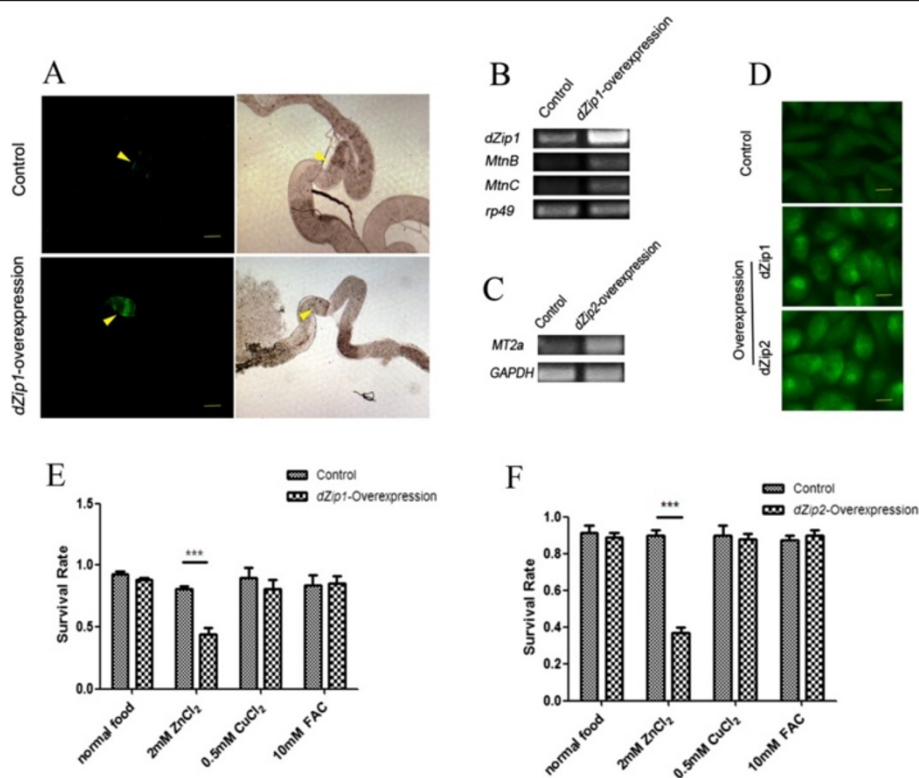 A
Control
dZip1-overexpression
B
Control
dZip1-overexpression
dZip1
MtnB
MtnC
rp49
C
Control
dZip2-overexpression
MT2a
GAPDH
D
Control
Overexpression
dZip1
dZip2
E
Control
dZip1-Overexpression
Survival Rate
1.5
1.0
0.5
0.0
***
normal food
2mM ZnCl₂
0.5mM CuCl₂
10mM FAC
F
Control
dZip2-Overexpression
Survival Rate
1.0
0.8
0.6
0.4
0.2
0.0
***
normal food
2mM ZnCl₂
0.5mM CuCl₂
10mM FAC